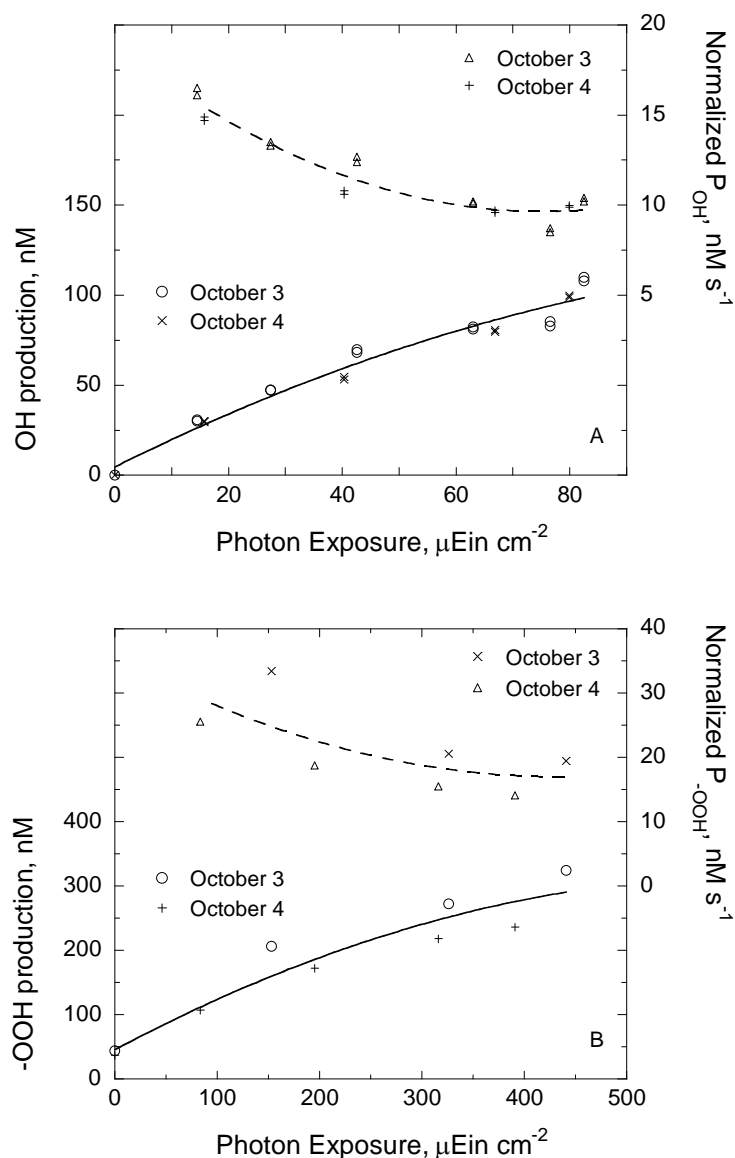 20
October 3
October 4
15
150
10
October 3
October 4
100
5
50
A
0
0
20
40
60
80
OH production, nM
Normalized P_OH, nM s^-1
Photon Exposure, μEin cm^-2
40
October 3
October 4
30
20
400
10
October 3
October 4
300
0
200
100
B
0
0
100
200
300
400
500
-OOH production, nM
Normalized P_-OOH, nM s^-1
Photon Exposure, μEin cm^-2